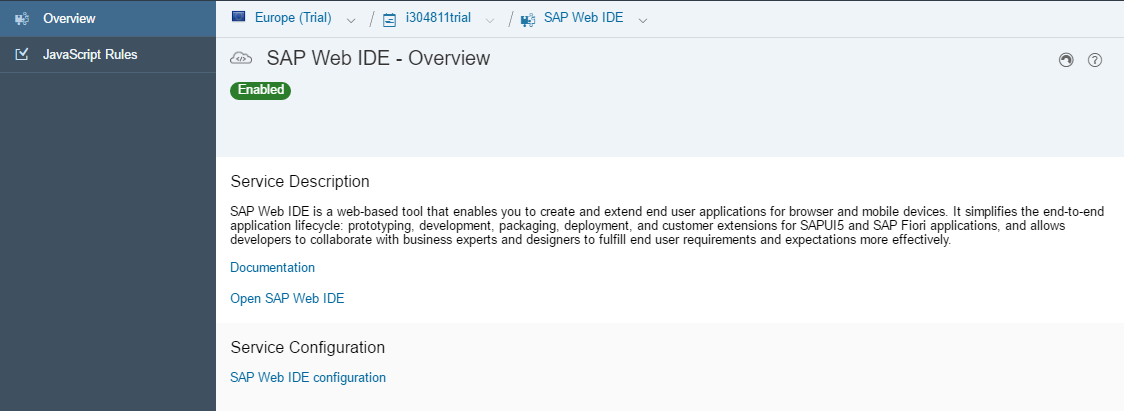 Overview
JavaScript Rules
Europe (Trial) / i304811trial / SAP Web IDE
SAP Web IDE - Overview
Enabled
Service Description
SAP Web IDE is a web-based tool that enables you to create and extend end user applications for browser and mobile devices. It simplifies the end-to-end
application lifecycle: prototyping, development, packaging, deployment, and customer extensions for SAPUI5 and SAP Fiori applications, and allows
developers to collaborate with business experts and designers to fulfill end user requirements and expectations more effectively.
Documentation
Open SAP Web IDE
Service Configuration
SAP Web IDE configuration